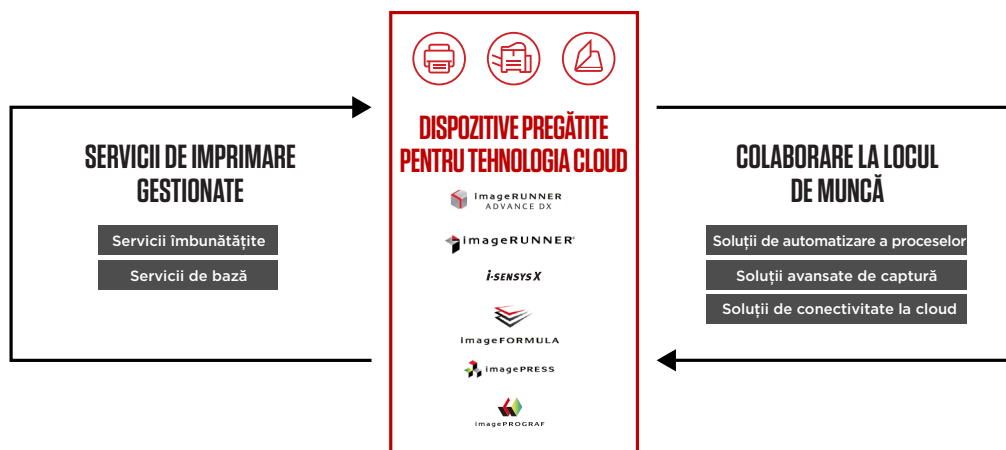 SERVICII DE IMPRIMARE
GESTIONATE
Servicii îmbunătățite
Servicii de bază
DISPOZITIVE PREGĂTITE
PENTRU TEHNOLOGIA CLOUD
imageRUNNER
ADVANCE DX
imageRUNNER®
i-SENSYS X
imageFORMULA
imagePRESS
imagePROGRAF
COLABORARE LA LOCUL
DE MUNCĂ
Soluții de automatizare a proceselor
Soluții avansate de captură
Soluții de conectivitate la cloud